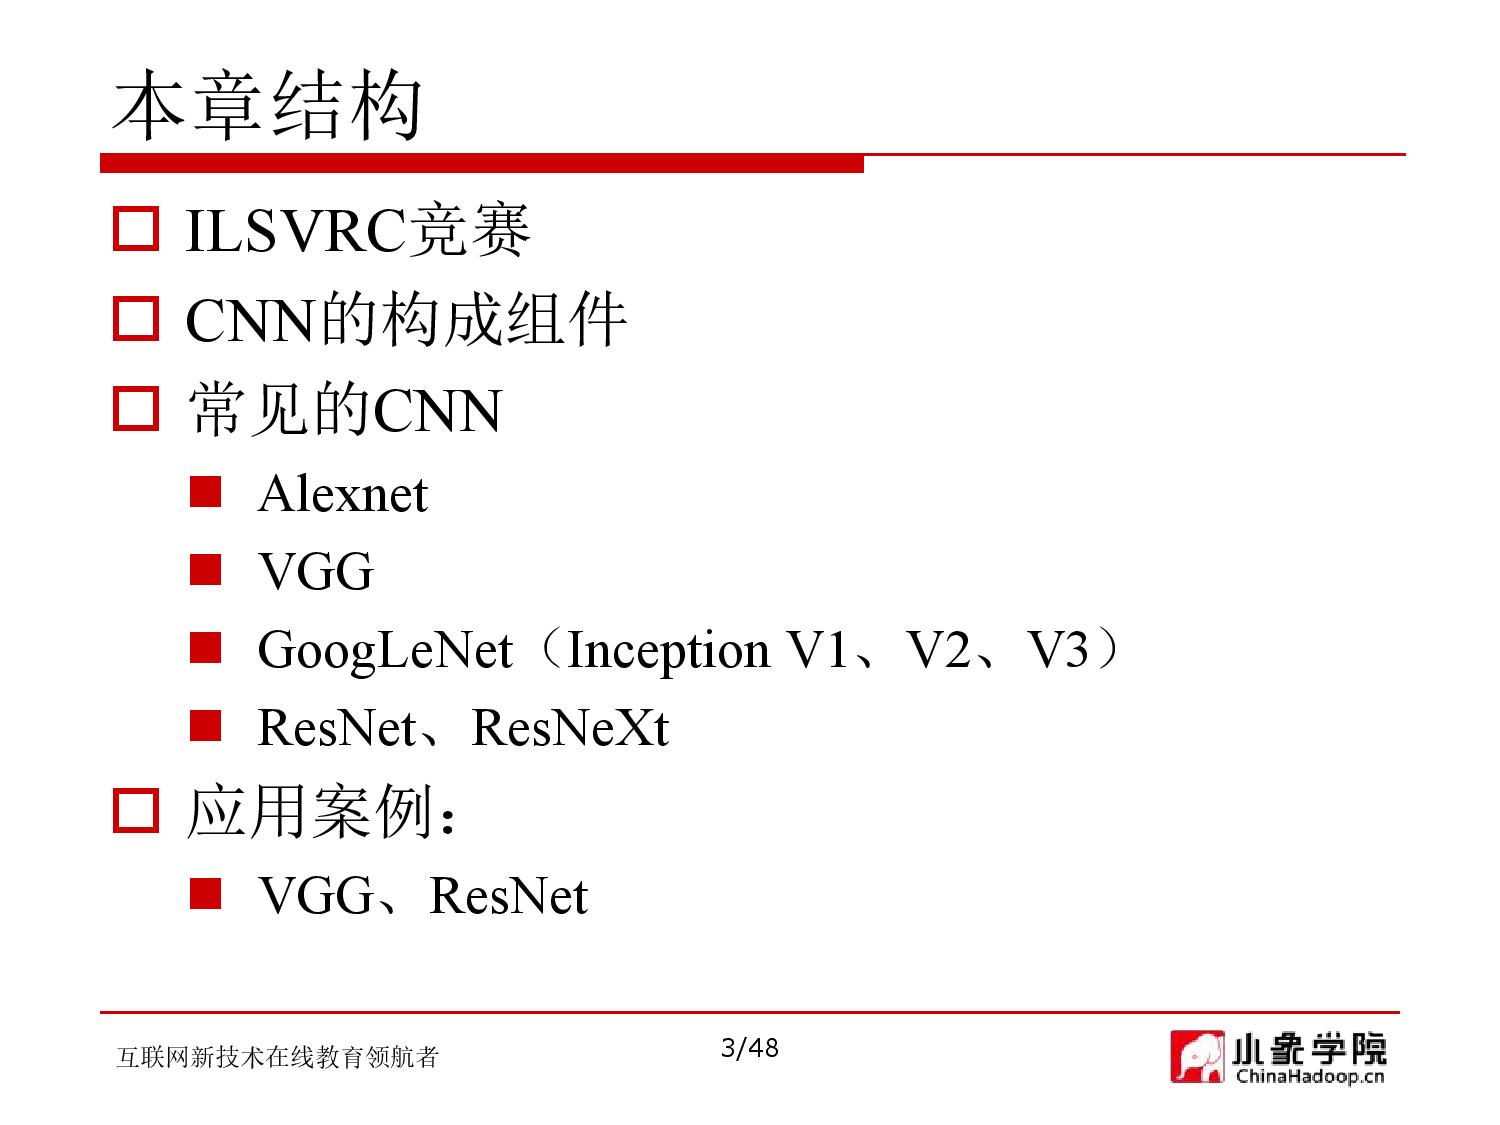 本章结构
ILSVRC竞赛
CNN的构成组件
常见的CNN
Alexnet
VGG
GoogLeNet（Inception V1、V2、V3）
ResNet、ResNeXt
应用案例：
VGG、ResNet
互联网新技术在线教育领航者
3/48
小象学院
ChinaHadoop.cn